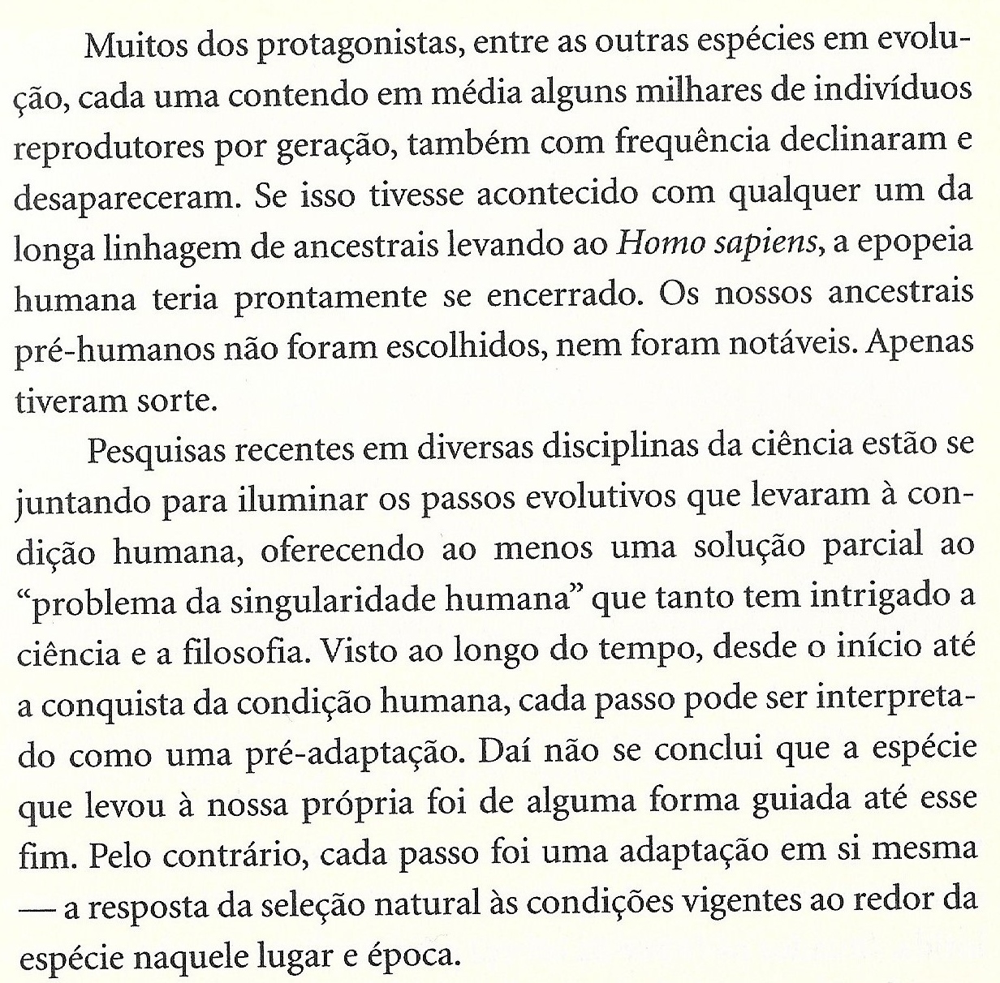 Muitos dos protagonistas, entre as outras espécies em evolu-
ção, cada uma contendo em média alguns milhares de indivíduos
reprodutores por geração, também com frequência declinaram e
desapareceram. Se isso tivesse acontecido com qualquer um da
longa linhagem de ancestrais levando ao Homo sapiens, a epopeia
humana teria prontamente se encerrado. Os nossos ancestrais
pré-humanos não foram escolhidos, nem foram notáveis. Apenas
tiveram sorte.
Pesquisas recentes em diversas disciplinas da ciência estão se
juntando para iluminar os passos evolutivos que levaram à con-
dição humana, oferecendo ao menos uma solução parcial ao
“problema da singularidade humana” que tanto tem intrigado a
ciência e a filosofia. Visto ao longo do tempo, desde o início até
a conquista da condição humana, cada passo pode ser interpreta-
do como uma pré-adaptação. Daí não se conclui que a espécie
que levou à nossa própria foi de alguma forma guiada até esse
fim. Pelo contrário, cada passo foi uma adaptação em si mesma
— a resposta da seleção natural às condições vigentes ao redor da
espécie naquele lugar e época.